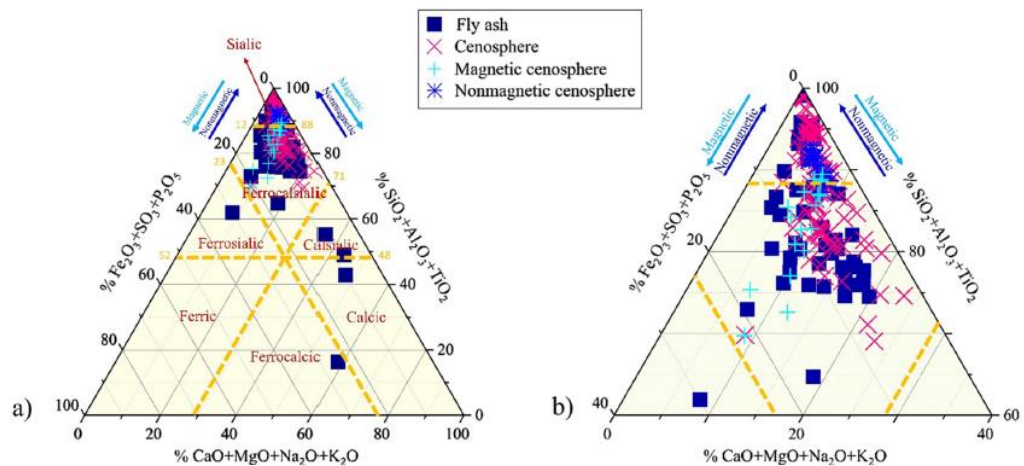 Fly ash
Cenosphere
Magnetic cenosphere
Nonmagnetic cenosphere
Sialic
0
100
Magnetic
Nonmagnetic
Magnetic
Nonmagnetic
12
88
20
80
23
71
Ferrocalsialic
% Fe₂O₃+SO₃+P₂O₅
% SiO₂+Al₂O₃+TiO₂
40
60
Ferrosialic
Calsialic
52
48
60
40
Ferric
Calcic
80
20
Ferrocalcic
a)
100
0
0
20
40
60
80
100
% CaO+MgO+Na₂O+K₂O
0
100
Magnetic
Nonmagnetic
Magnetic
Nonmagnetic
% Fe₂O₃+SO₃+P₂O₅
% SiO₂+Al₂O₃+TiO₂
20
80
b)
40
60
0
20
40
% CaO+MgO+Na₂O+K₂O